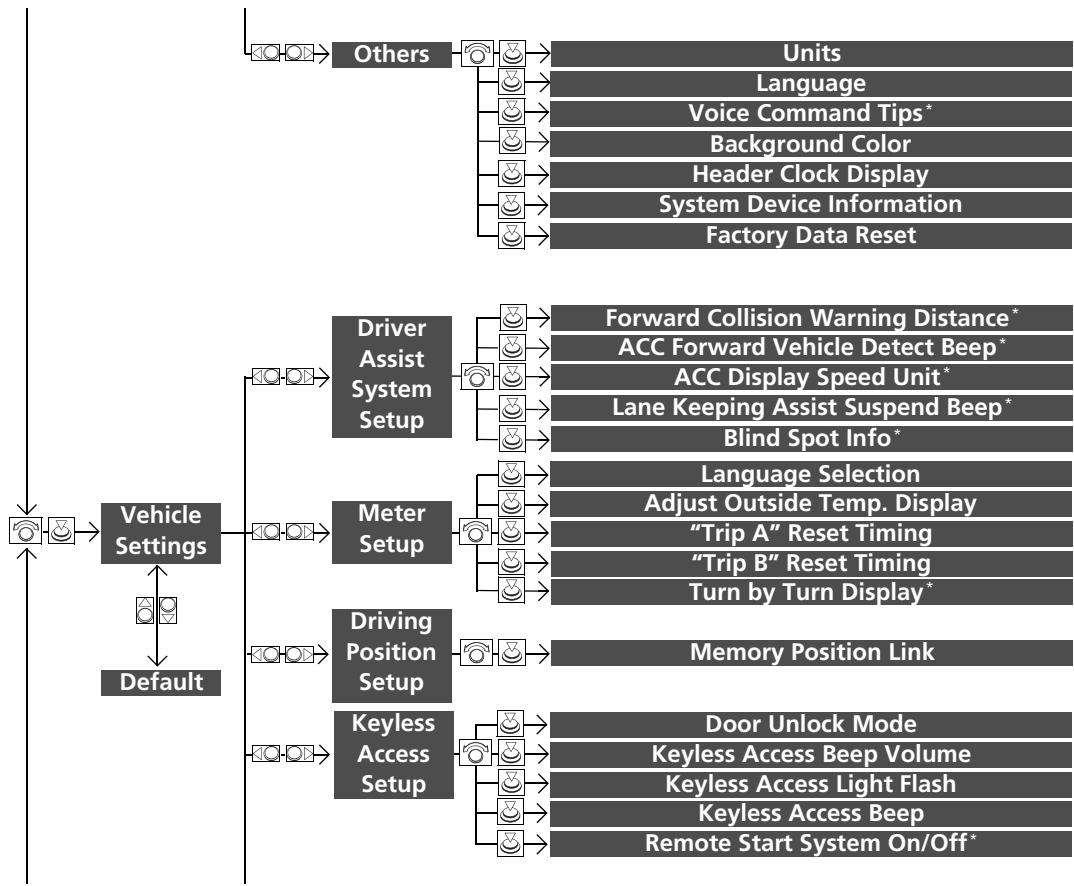 Others
Units
Language
Voice Command Tips*
Background Color
Header Clock Display
System Device Information
Factory Data Reset
Driver
Assist
System
Setup
Forward Collision Warning Distance*
ACC Forward Vehicle Detect Beep*
ACC Display Speed Unit*
Lane Keeping Assist Suspend Beep*
Blind Spot Info*
Vehicle
Settings
Default
Meter
Setup
Language Selection
Adjust Outside Temp. Display
“Trip A” Reset Timing
“Trip B” Reset Timing
Turn by Turn Display*
Driving
Position
Setup
Memory Position Link
Keyless
Access
Setup
Door Unlock Mode
Keyless Access Beep Volume
Keyless Access Light Flash
Keyless Access Beep
Remote Start System On/Off*